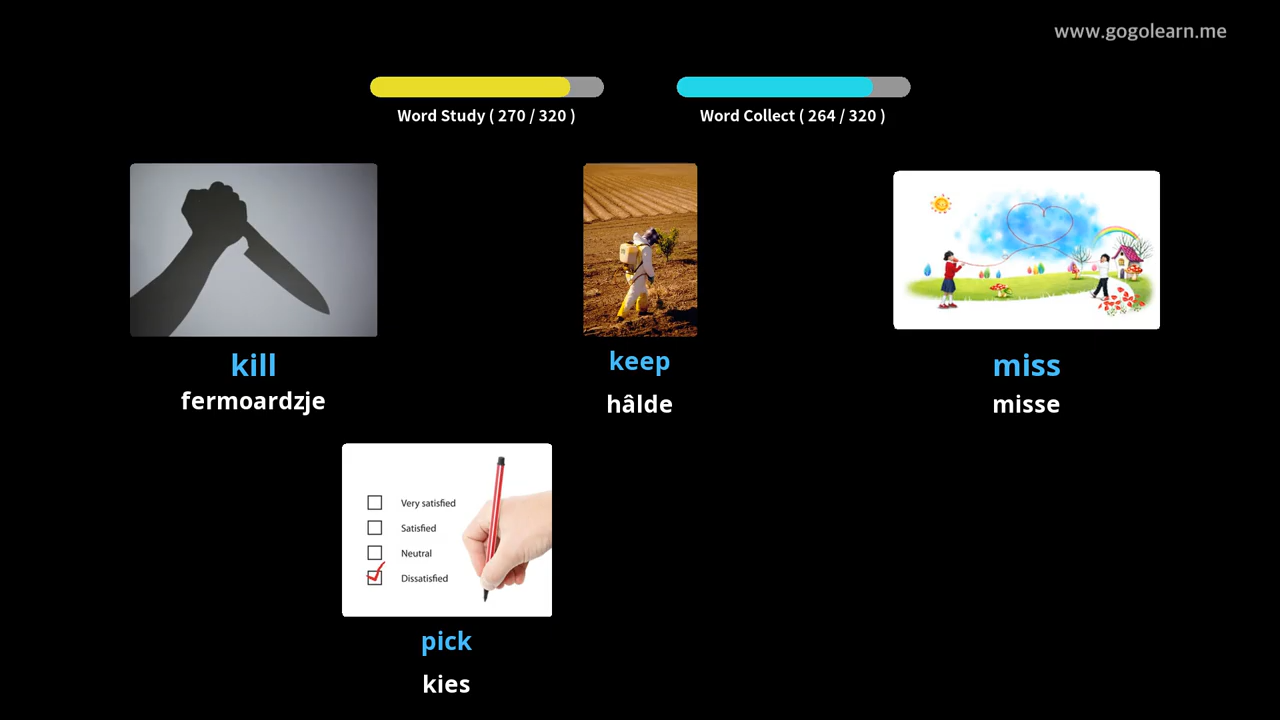 www.gogolearn.me
Word Study ( 270 / 320 )
Word Collect ( 264 / 320 )
kill
fermoardzje
keep
hâlde
miss
misse
Very satisfied
Satisfied
Neutral
Dissatisfied
pick
kies